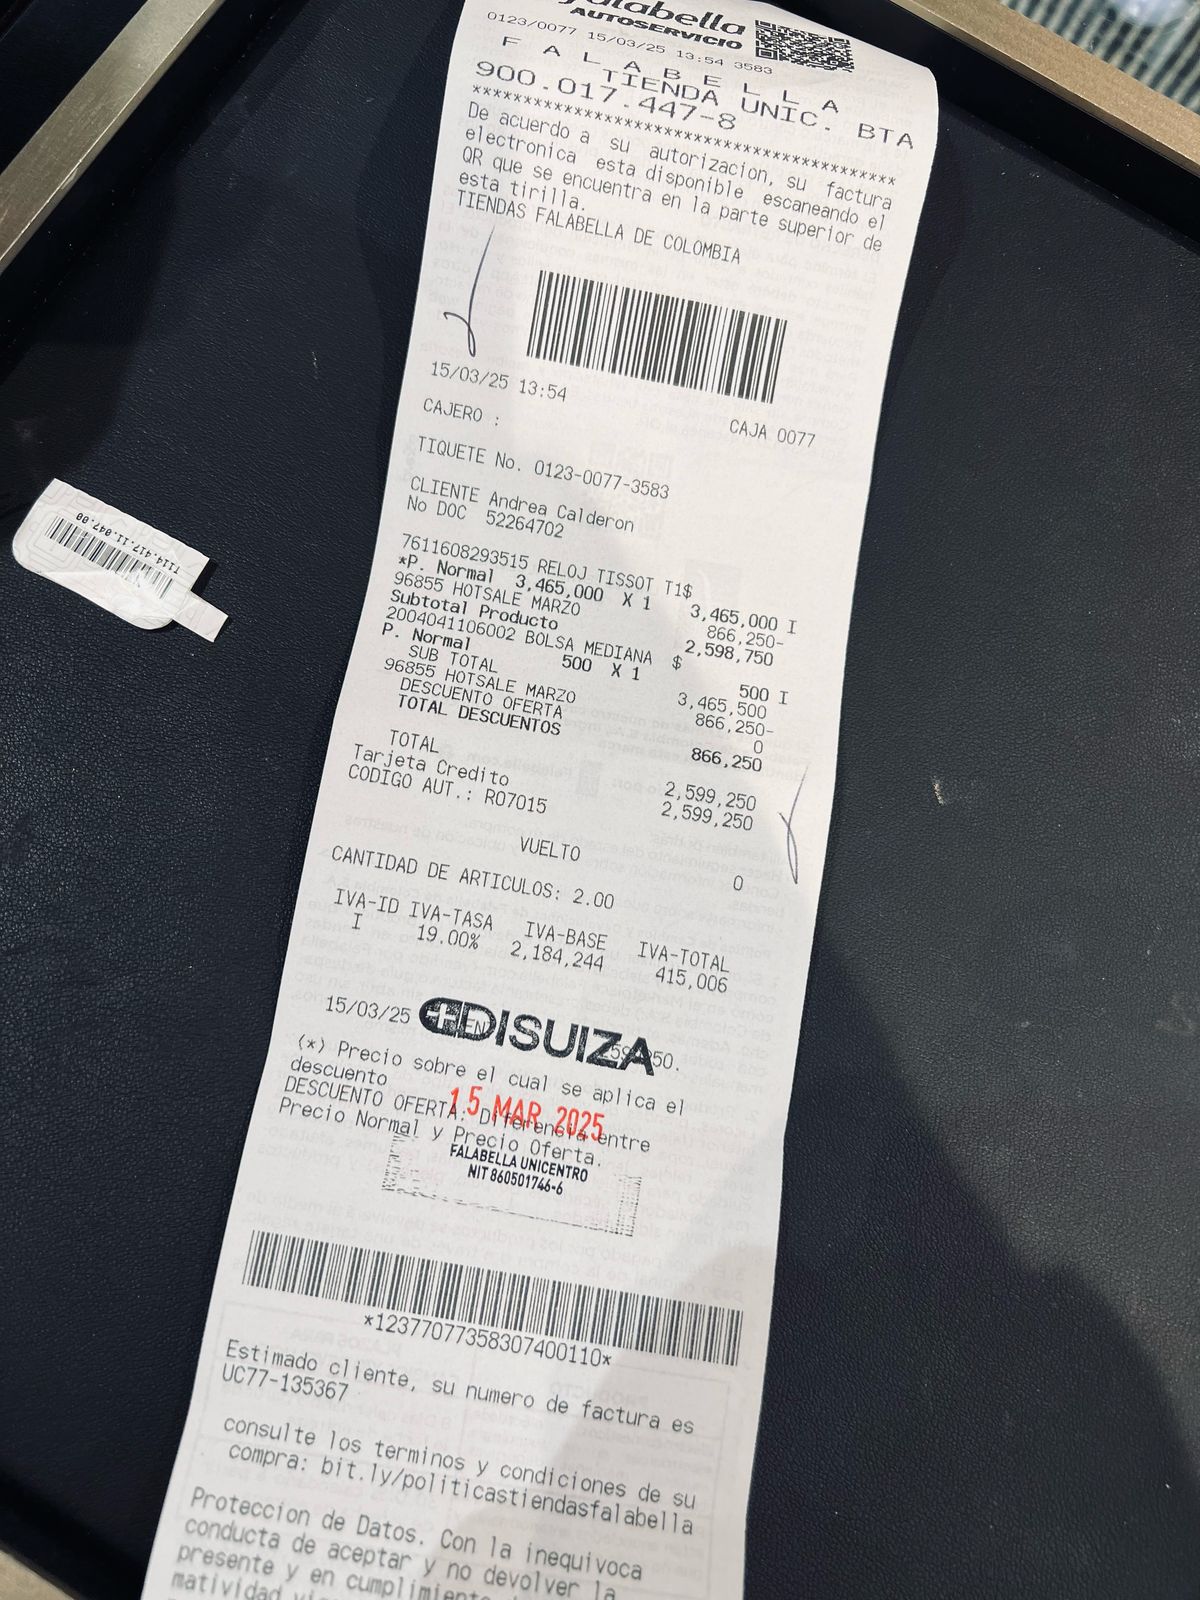 falabella
AUTOSERVICIO
0123/0077 15/03/25 13:54 3583
F A L A B E L L A
TIENDA UNIC. BTA
900.017.447-8
****************************************
De acuerdo a su autorizacion, su factura
electronica esta disponible escaneando el
QR que se encuentra en la parte superior de
esta tirilla.
TIENDAS FALABELLA DE COLOMBIA
15/03/25 13:54
CAJERO : CAJA 0077
TIQUETE No. 0123-0077-3583
CLIENTE Andrea Calderon
No DOC 52264702
7611608293515 RELOJ TISSOT T1$ 3,465,000 I
*P. Normal 3,465,000 X 1
96855 HOTSALE MARZO 866,250-
Subtotal Producto 2,598,750
2004041106002 BOLSA MEDIANA $ 500 I
P. Normal 500 X 1
SUB TOTAL 3,465,500
96855 HOTSALE MARZO 866,250-
DESCUENTO OFERTA 0
TOTAL DESCUENTOS 866,250
TOTAL 2,599,250
Tarjeta Credito 2,599,250
CODIGO AUT.: R07015
VUELTO 0
CANTIDAD DE ARTICULOS: 2.00
IVA-ID IVA-TASA IVA-BASE IVA-TOTAL
I 19.00% 2,184,244 415,006
15/03/25
DISUIZA
(*) Precio sobre el cual se aplica el
descuento
15 MAR 2025
DESCUENTO OFERTA: Diferencia entre
Precio Normal y Precio Oferta.
FALABELLA UNICENTRO
NIT 860501746-6
*12377077358307400110*
Estimado cliente, su numero de factura es
UC77-135367
consulte los terminos y condiciones de su
compra: bit.ly/politicastiendasfalabella
Proteccion de Datos. Con la inequivoca
conducta de aceptar y no devolver la
presente y en cumplimiento
T114.417.11.047.00